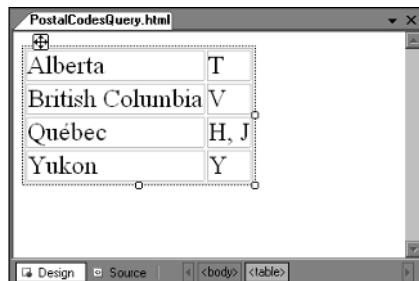 PostalCodesQuery.html
Alberta T
British Columbia V
Québec H, J
Yukon Y
Design Source <body> <table>